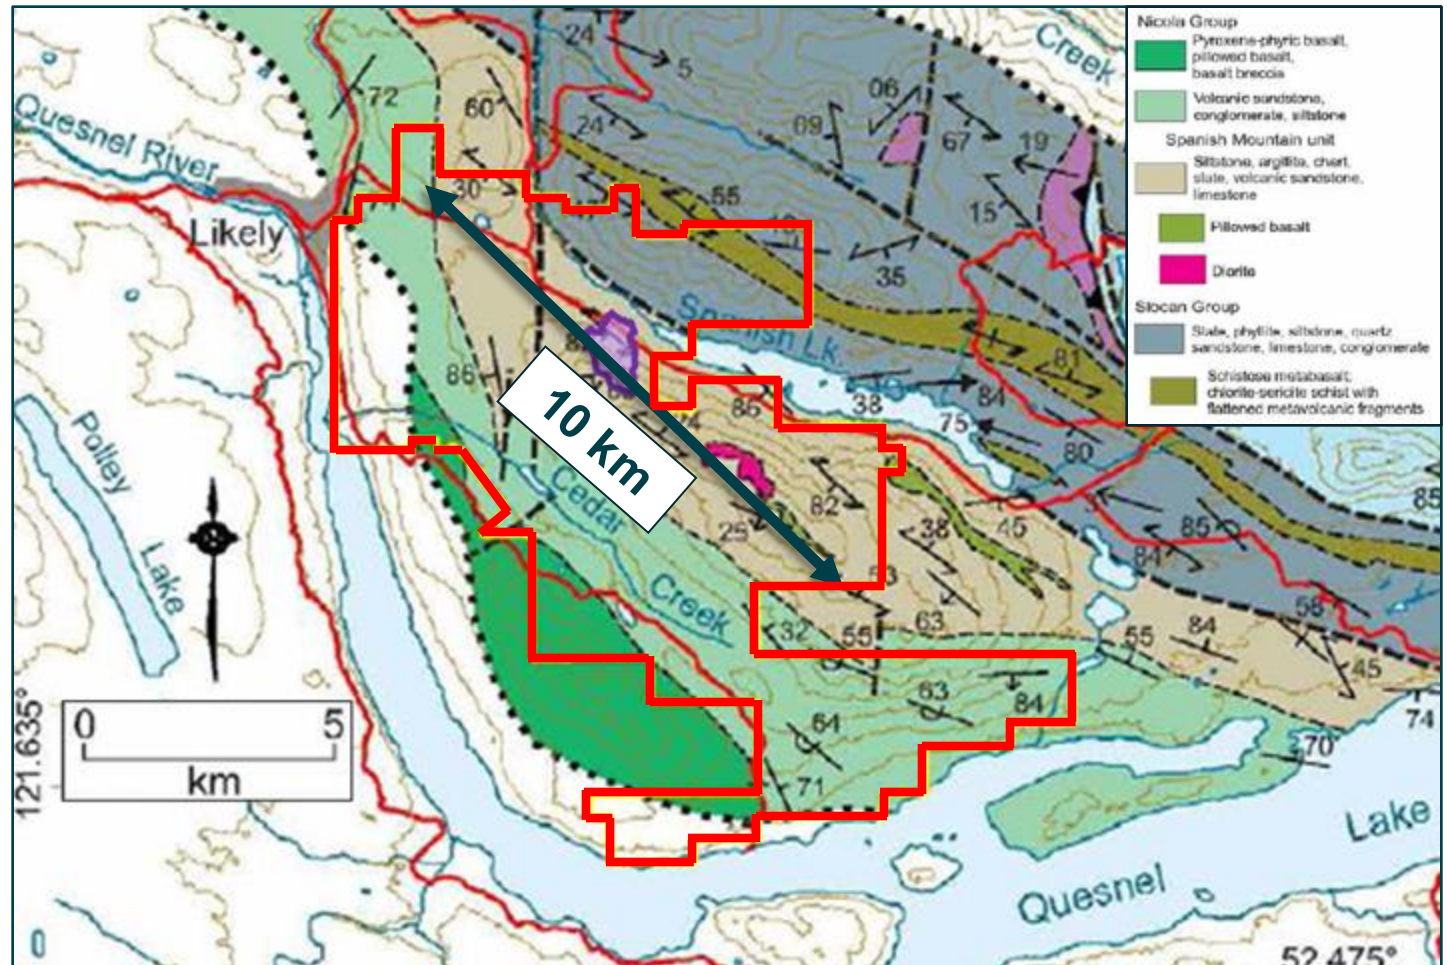 Nicola Group
Pyroxene-phyric basalt,
pillowed basalt,
basalt breccia
Volcanic sandstone,
conglomerate, siltstone
Spanish Mountain unit
Siltstone, argillite, chert,
slate, volcanic sandstone,
limestone
Pillowed basalt
Diorite
Slocan Group
Slate, phyllite, siltstone, quartz
sandstone, limestone, conglomerate
Schistose metabasalt;
chlorite-sericite schist with
flattened metavolcanic fragments
Creek
24
5
72
60
24
06
09
67
19
Quesnel River
30
55
15
Likely
35
Spanish Lk.
81
86
86
38
84
75
80
10 km
Polley
Lake
Cedar
82
25
38
45
85
84
85
53
Creek
58
32
55
63
55
84
45
63
84
64
74
70
71
0 5
km
121.635°
Lake
Quesnel
52.475°